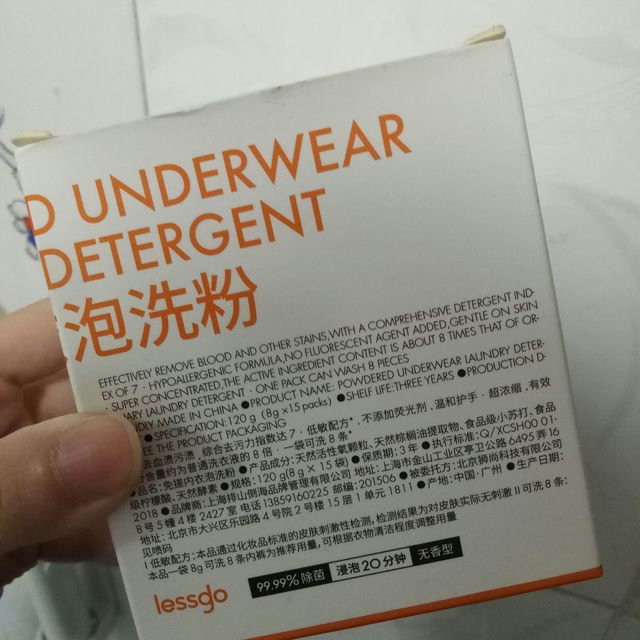 D UNDERWEAR
DETERGENT
泡洗粉
EFFECTIVELY REMOVE BLOOD AND OTHER STAINS,WITH A COMPREHENSIVE DETERGENT IND-
EX OF 7 · HYPOALLERGENIC FORMULA,NO FLUORESCENT AGENT ADDED,GENTLE ON SKIN
· SUPER CONCENTRATED,THE ACTIVE INGREDIENT CONTENT IS ABOUT 8 TIMES THAT OF OR-
ARY LAUNDRY DETERGENT · ONE PACK CAN WASH 8 PIECES
DLY MADE IN CHINA ●PRODUCT NAME: POWDERED UNDERWEAR LAUNDRY DETER-
●SPECIFICATION:120 g (8g×15packs) ●SHELF LIFE:THREE YEARS ●PRODUCTION D-
EE THE PRODUCT PACKAGING
去血渍污渍 综合去污力指数达 7 · 低敏配方* ,不添加荧光剂 ,温和护手 · 超浓缩 ,有效
含量约为普通洗衣液的 8 倍 · 一袋可洗 8 条*
●品名:免搓内衣泡洗粉 ●产品成分:天然活性氧颗粒、天然棕榈油提取物、食品级小苏打、食品
级柠檬酸、天然酵素 ●规格:120 g(8g × 15 袋) ●保质期:3 年 ●执行标准:Q/XCSH00 01-
2018 ●品牌商:上海排山倒海品牌管理有限公司 地址:上海市金山工业区亭卫公路 6495 弄16
8号5幢4楼 2427 室 电话 13859160225 邮编:201506 ●被委托方:北京狮尚科技有限公司
地址:北京市大兴区乐园路 4 号院 2 号楼 15 层 1 单元 1811 ●产地:中国·广州 ●生产日期:
见喷码
I 低敏配方:本品通过化妆品标准的皮肤刺激性检测,检测结果为对皮肤实际无刺激 II 可洗 8 条:
本品一袋 8g 可洗 8 条内裤为推荐用量,可根据衣物清洁程度调整用量
lessdo 99.99% 除菌 浸泡20分钟 无香型